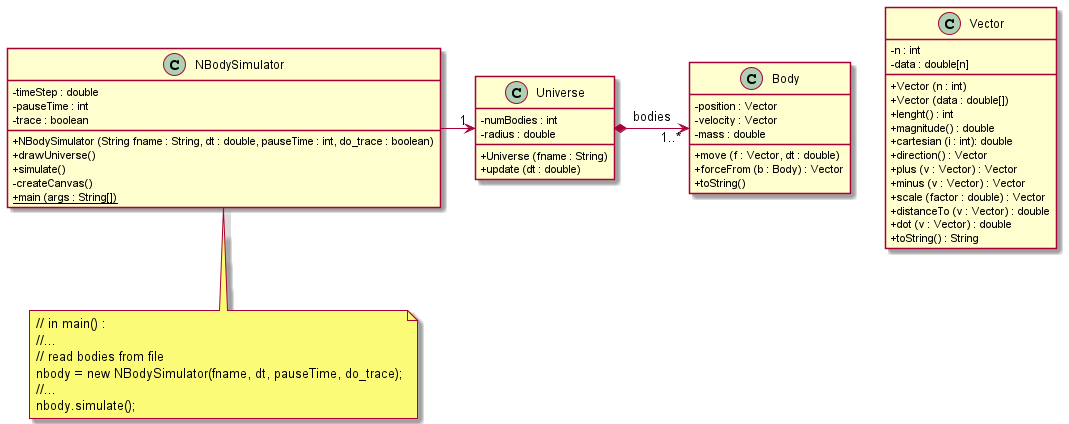 C NBodySimulator
-timeStep : double
-pauseTime : int
-trace : boolean
+NBodySimulator (String fname : String, dt : double, pauseTime : int, do_trace : boolean)
+drawUniverse()
+simulate()
-createCanvas()
+main (args : String[])
1
C Universe
-numBodies : int
-radius : double
+Universe (fname : String)
+update (dt : double)
bodies
1..*
C Body
-position : Vector
-velocity : Vector
-mass : double
+move (f : Vector, dt : double)
+forceFrom (b : Body) : Vector
+toString()
C Vector
-n : int
-data : double[n]
+Vector (n : int)
+Vector (data : double[])
+lenght() : int
+magnitude() : double
+cartesian (i : int): double
+direction() : Vector
+plus (v : Vector) : Vector
+minus (v : Vector) : Vector
+scale (factor : double) : Vector
+distanceTo (v : Vector) : double
+dot (v : Vector) : double
+toString() : String
// in main() :
//...
// read bodies from file
nbody = new NBodySimulator(fname, dt, pauseTime, do_trace);
//...
nbody.simulate();